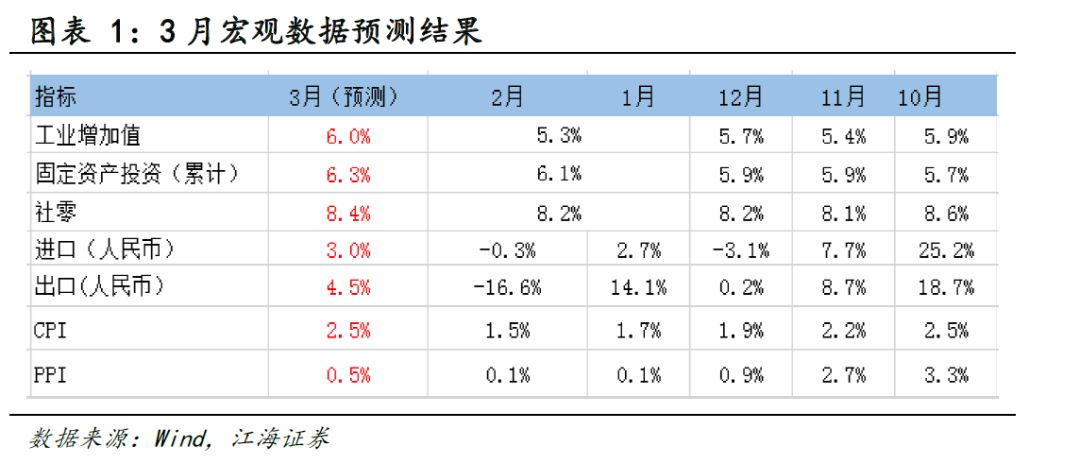 图表 1：3 月宏观数据预测结果
指标 3月（预测） 2月 1月 12月 11月 10月
工业增加值 6.0% 5.3% 5.7% 5.4% 5.9%
固定资产投资（累计） 6.3% 6.1% 5.9% 5.9% 5.7%
社零 8.4% 8.2% 8.2% 8.1% 8.6%
进口（人民币） 3.0% -0.3% 2.7% -3.1% 7.7% 25.2%
出口(人民币） 4.5% -16.6% 14.1% 0.2% 8.7% 18.7%
CPI 2.5% 1.5% 1.7% 1.9% 2.2% 2.5%
PPI 0.5% 0.1% 0.1% 0.9% 2.7% 3.3%
数据来源：Wind，江海证券